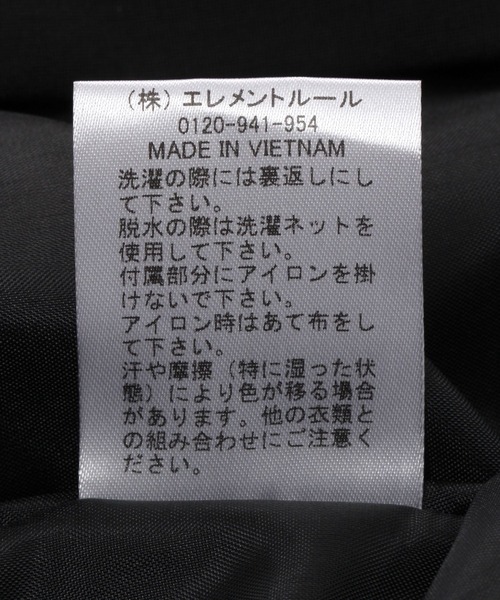 （株）エレメントルール
0120-941-954
MADE IN VIETNAM
洗濯の際には裏返しにし
て下さい。
脱水の際は洗濯ネットを
使用して下さい。
付属部分にアイロンを掛
けないで下さい。
アイロン時はあて布をし
て下さい。
汗や摩擦（特に湿った状
態）により色が移る場合
があります。他の衣類と
の組み合わせにご注意く
ださい。